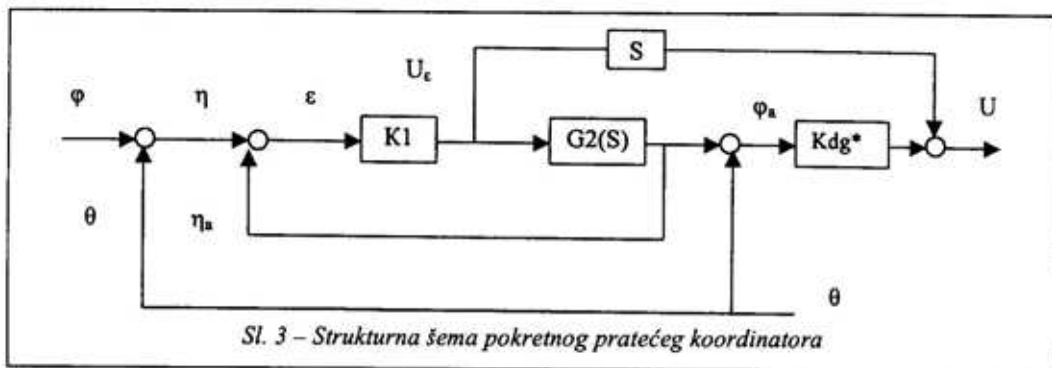 S
Uε
φ
η
ε
φa
U
K1
G2(S)
Kdg*
θ
ηa
θ
Sl. 3 – Strukturna šema pokretnog pratećeg koordinatora